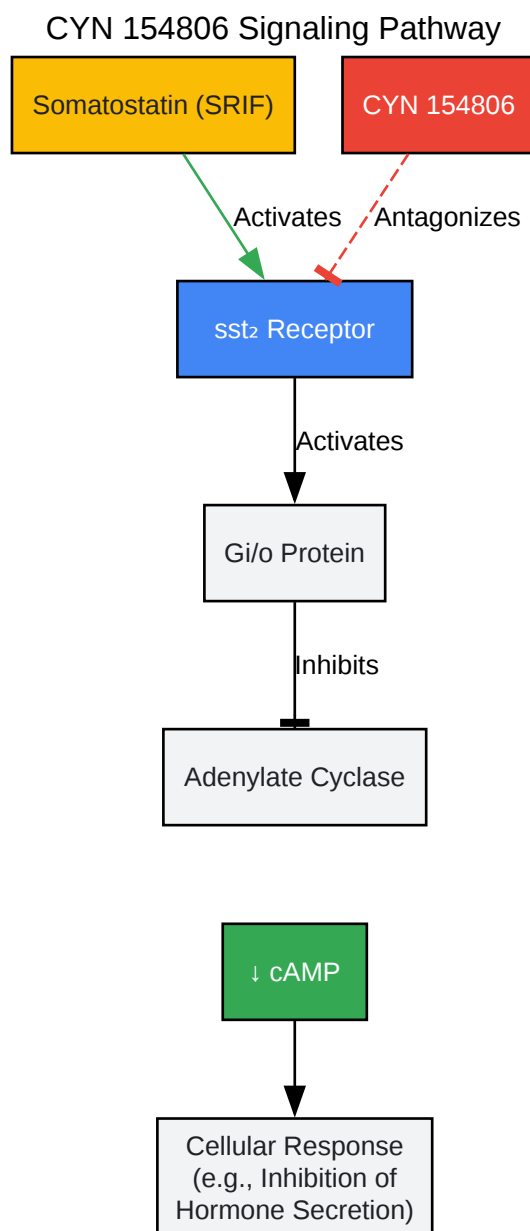 CYN 154806 Signaling Pathway
Somatostatin (SRIF)
CYN 154806
Activates
Antagonizes
sst₂ Receptor
Activates
Gi/o Protein
Inhibits
Adenylate Cyclase
↓ cAMP
Cellular Response
(e.g., Inhibition of
Hormone Secretion)